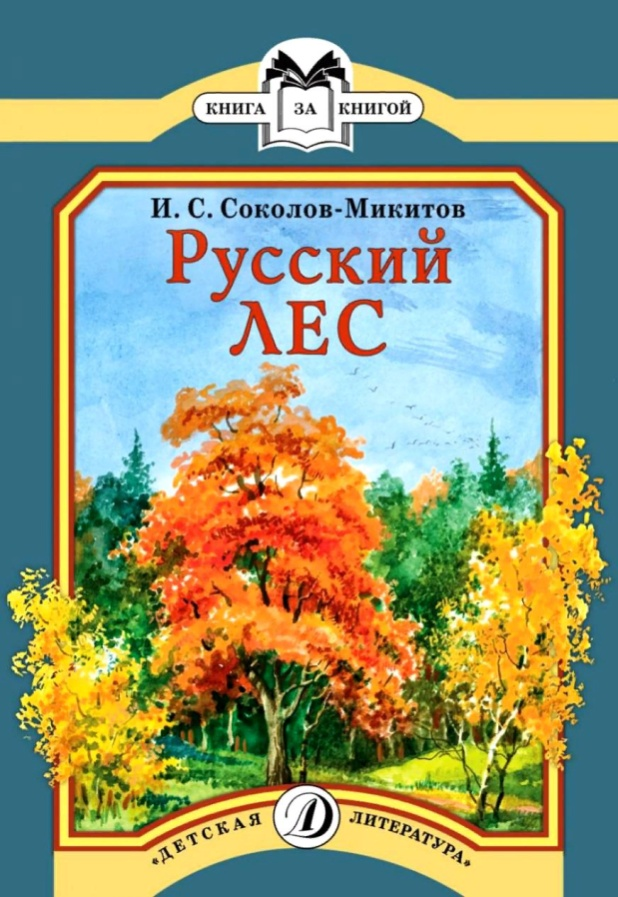 КНИГА ЗА КНИГОЙ
И. С. Соколов-Микитов
Русский
ЛЕС
«ДЕТСКАЯ Д ЛИТЕРАТУРА»